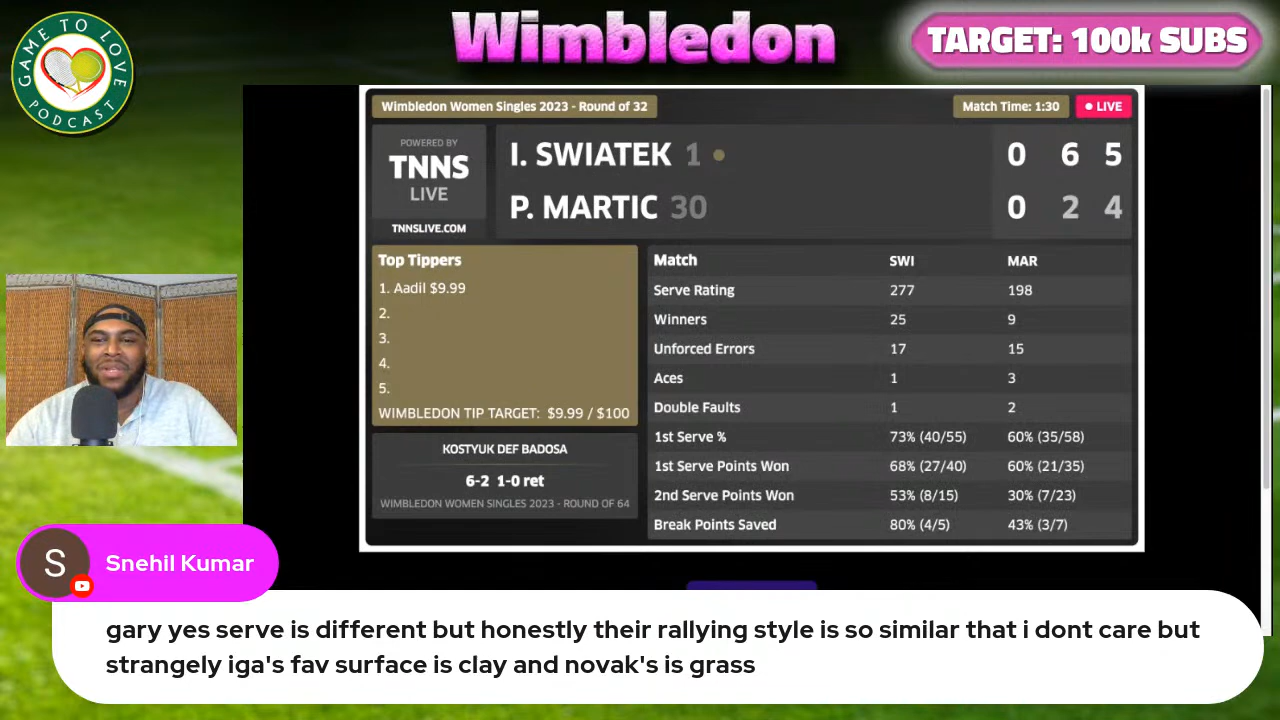 GAME TO LOVE
PODCAST
Wimbledon
TARGET: 100k SUBS
Wimbledon Women Singles 2023 - Round of 32
Match Time: 1:30
LIVE
POWERED BY
TNNS
LIVE
TNNSLIVE.COM
I. SWIATEK 1 0 6 5
P. MARTIC 30 0 2 4
Top Tippers
1. Aadil $9.99
2.
3.
4.
5.
WIMBLEDON TIP TARGET: $9.99 / $100
KOSTYUK DEF BADOSA
6-2 1-0 ret
WIMBLEDON WOMEN SINGLES 2023 - ROUND OF 64
Match SWI MAR
Serve Rating 277 198
Winners 25 9
Unforced Errors 17 15
Aces 1 3
Double Faults 1 2
1st Serve % 73% (40/55) 60% (35/58)
1st Serve Points Won 68% (27/40) 60% (21/35)
2nd Serve Points Won 53% (8/15) 30% (7/23)
Break Points Saved 80% (4/5) 43% (3/7)
S
Snehil Kumar
gary yes serve is different but honestly their rallying style is so similar that i dont care but
strangely iga's fav surface is clay and novak's is grass